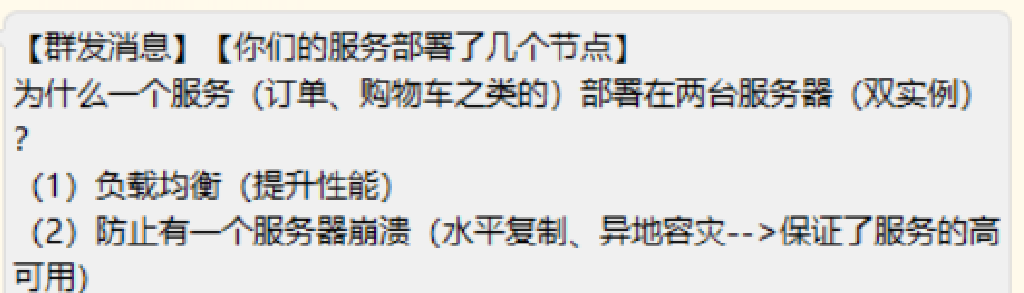 【群发消息】【你们的服务部署了几个节点】
为什么一个服务（订单、购物车之类的）部署在两台服务器（双实例）
？
（1）负载均衡（提升性能）
（2）防止有一个服务器崩溃（水平复制、异地容灾-->保证了服务的高
可用）